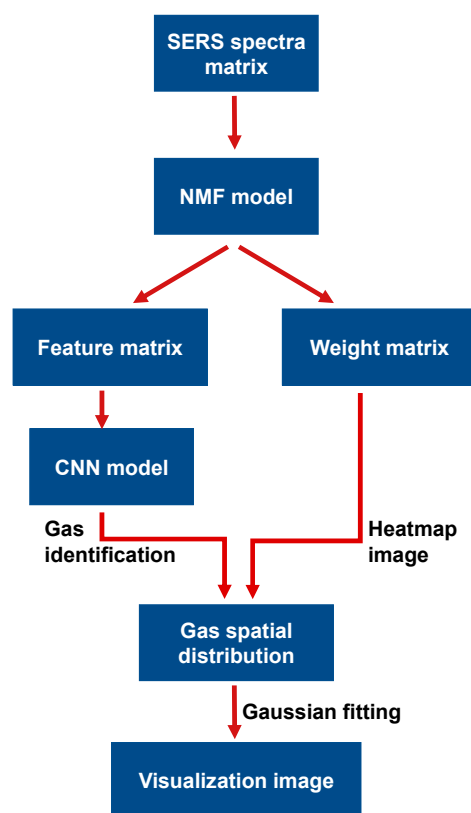 SERS spectra
matrix
NMF model
Feature matrix
Weight matrix
CNN model
Gas
identification
Heatmap
image
Gas spatial
distribution
Gaussian fitting
Visualization image